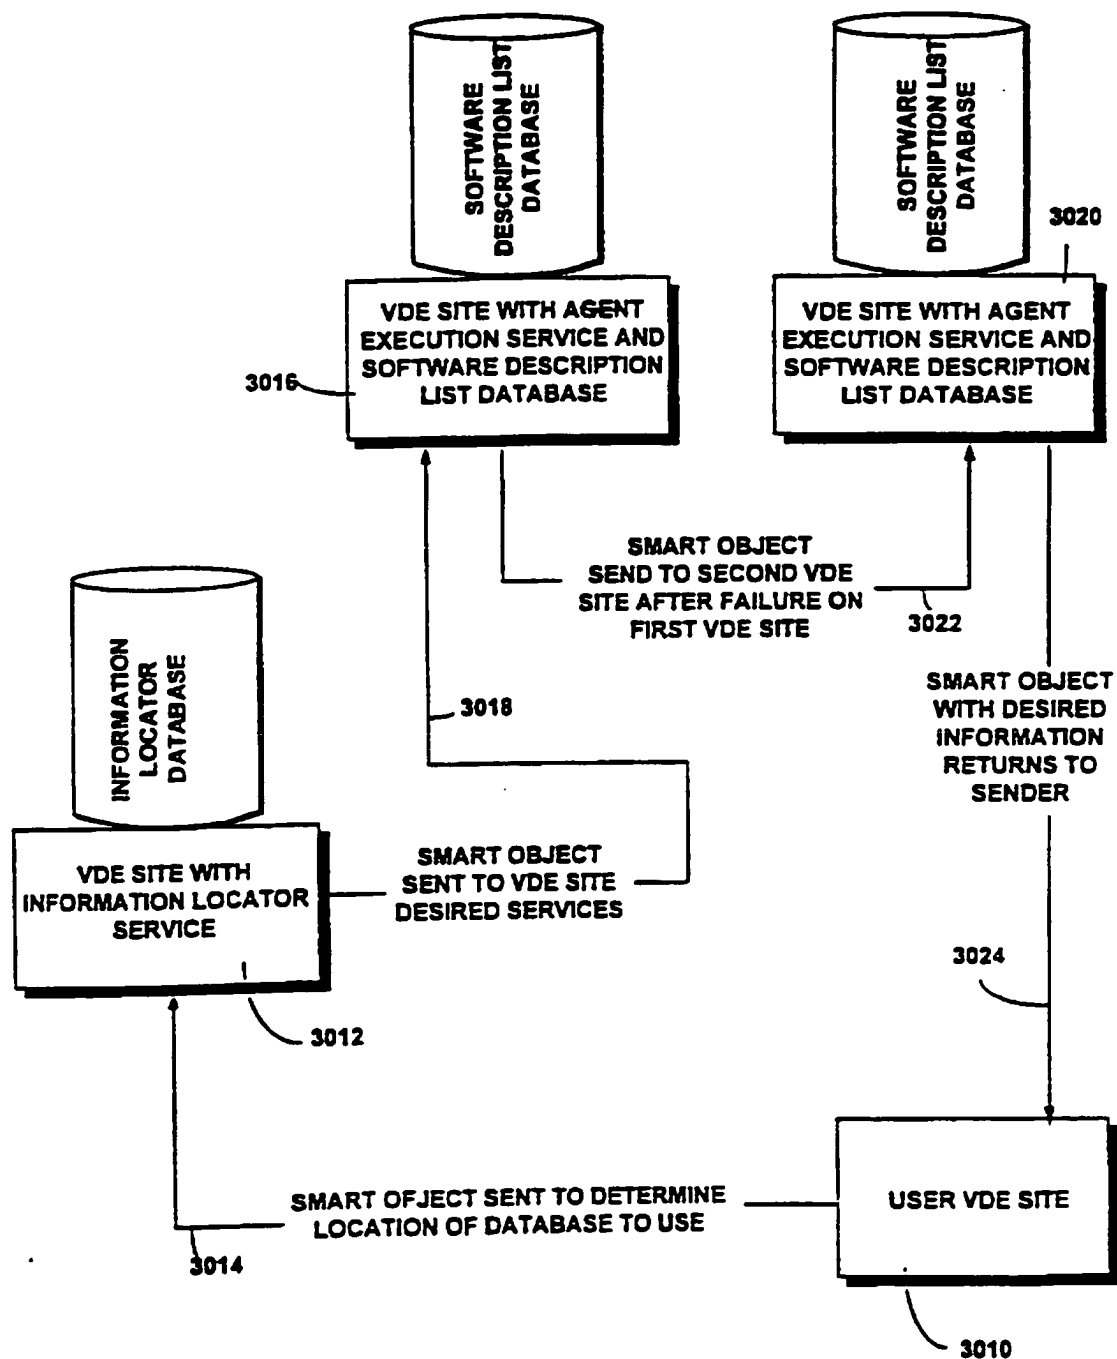 SOFTWARE
DESCRIPTION LIST
DATABASE
SOFTWARE
DESCRIPTION LIST
DATABASE
3020
VDE SITE WITH AGENT
EXECUTION SERVICE AND
SOFTWARE DESCRIPTION
LIST DATABASE
3016
VDE SITE WITH AGENT
EXECUTION SERVICE AND
SOFTWARE DESCRIPTION
LIST DATABASE
SMART OBJECT
SEND TO SECOND VDE
SITE AFTER FAILURE ON
FIRST VDE SITE
3022
INFORMATION
LOCATOR
DATABASE
3018
SMART OBJECT
WITH DESIRED
INFORMATION
RETURNS TO
SENDER
VDE SITE WITH
INFORMATION LOCATOR
SERVICE
SMART OBJECT
SENT TO VDE SITE
DESIRED SERVICES
3024
3012
SMART OFJECT SENT TO DETERMINE
LOCATION OF DATABASE TO USE
3014
USER VDE SITE
3010